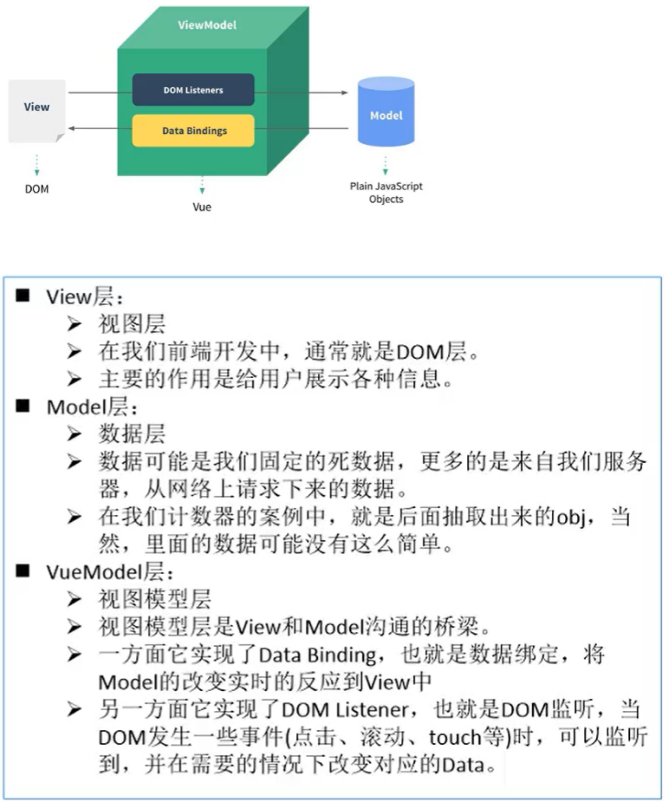 ViewModel
DOM Listeners
View
Model
Data Bindings
DOM
Plain JavaScript
Objects
Vue
■ View层：
➢ 视图层
➢ 在我们前端开发中，通常就是DOM层。
➢ 主要的作用是给用户展示各种信息。
■ Model层：
➢ 数据层
➢ 数据可能是我们固定的死数据，更多的是来自我们服务
器，从网络上请求下来的数据。
➢ 在我们计数器的案例中，就是后面抽取出来的obj，当
然，里面的数据可能没有这么简单。
■ VueModel层：
➢ 视图模型层
➢ 视图模型层是View和Model沟通的桥梁。
➢ 一方面它实现了Data Binding，也就是数据绑定，将
Model的改变实时的反应到View中
➢ 另一方面它实现了DOM Listener，也就是DOM监听，当
DOM发生一些事件(点击、滚动、touch等)时，可以监听
到，并在需要的情况下改变对应的Data。